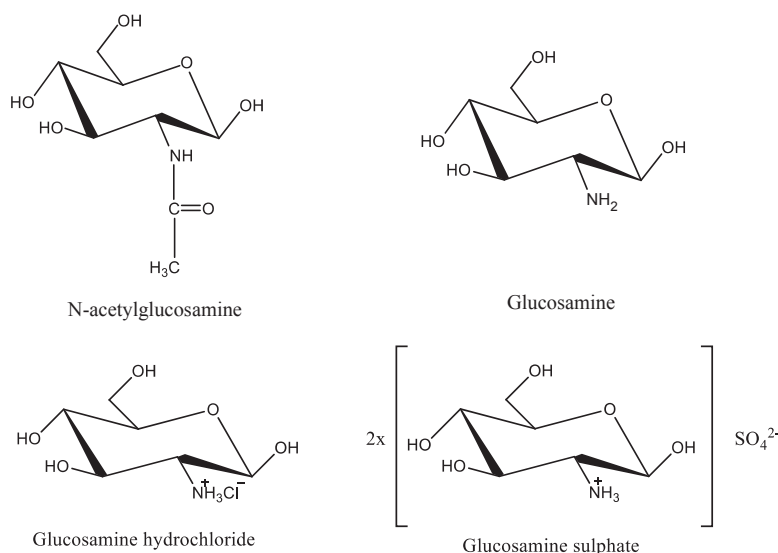 OH
O
HO
HO
OH
NH
C=O
H₃C
N-acetylglucosamine
OH
O
HO
HO
OH
NH₂
Glucosamine
OH
O
HO
HO
OH
NH₃Cl
+ −
Glucosamine hydrochloride
2x
OH
O
HO
HO
OH
NH₃
+
SO₄²⁻
Glucosamine sulphate